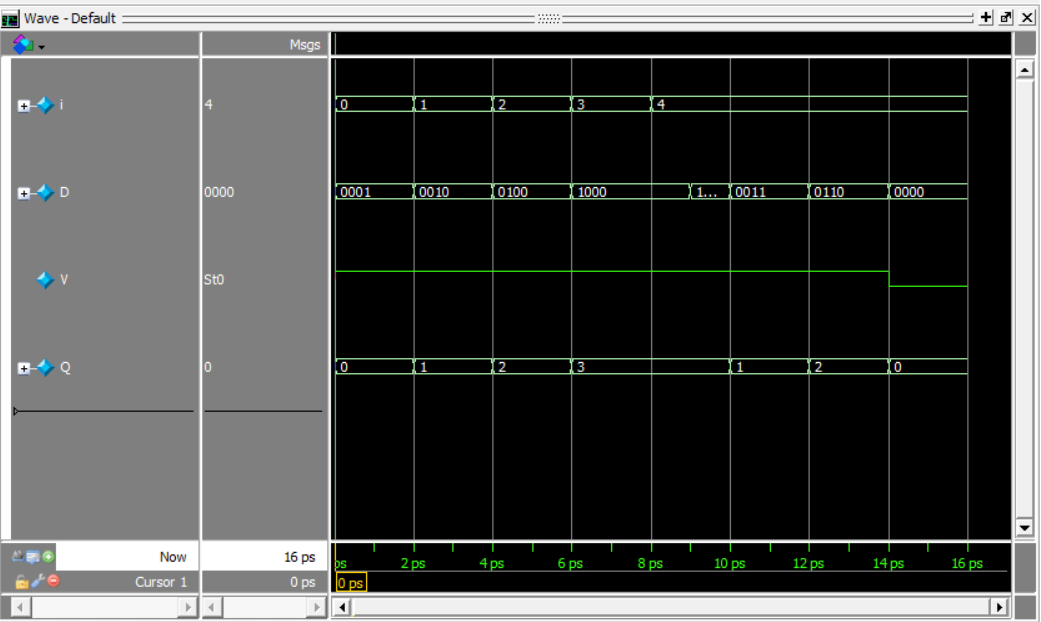 Wave - Default
Msgs
i 4 0 1 2 3 4
D 0000 0001 0010 0100 1000 1... 0011 0110 0000
V St0
Q 0 0 1 2 3 1 2 0
Now 16 ps ps 2 ps 4 ps 6 ps 8 ps 10 ps 12 ps 14 ps 16 ps
Cursor 1 0 ps 0 ps